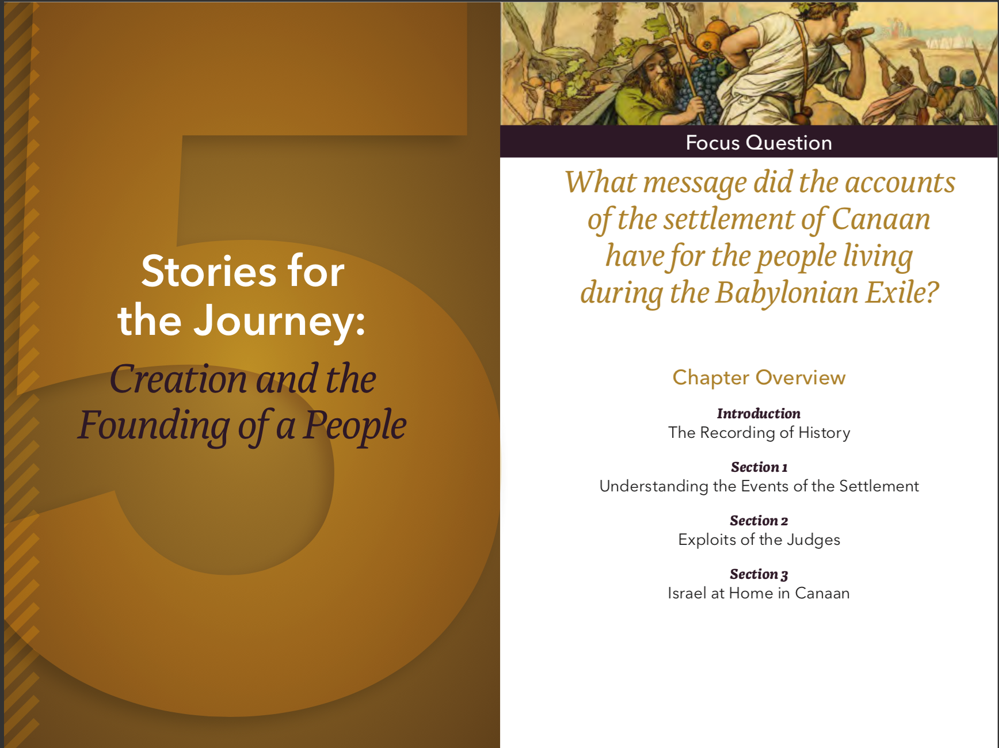 5
Stories for
the Journey:
Creation and the
Founding of a People
Focus Question
What message did the accounts
of the settlement of Canaan
have for the people living
during the Babylonian Exile?
Chapter Overview
Introduction
The Recording of History
Section 1
Understanding the Events of the Settlement
Section 2
Exploits of the Judges
Section 3
Israel at Home in Canaan